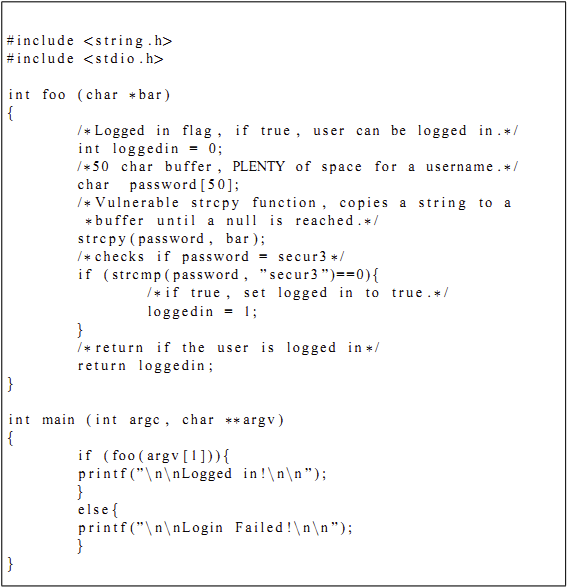 #include <string.h>
#include <stdio.h>
int foo (char *bar)
{
/*Logged in flag, if true, user can be logged in.*/
int loggedin = 0;
/*50 char buffer, PLENTY of space for a username.*/
char password[50];
/*Vulnerable strcpy function, copies a string to a
*buffer until a null is reached.*/
strcpy(password, bar);
/*checks if password = secur3*/
if (strcmp(password, "secur3")==0){
/*if true, set logged in to true.*/
loggedin = 1;
}
/*return if the user is logged in*/
return loggedin;
}
int main (int argc, char **argv)
{
if (foo(argv[1])){
printf("\n\nLogged in!\n\n");
}
else{
printf("\n\nLogin Failed!\n\n");
}
}